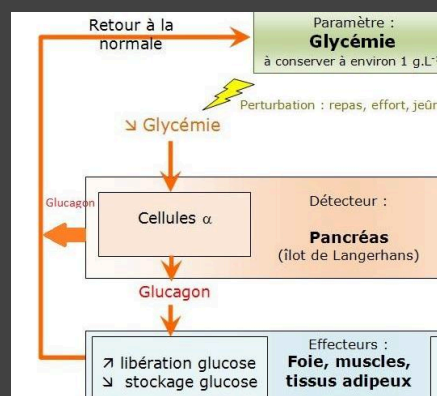 Retour à la
normale
Paramètre :
Glycémie
à conserver à environ 1 g.L-1
Perturbation : repas, effort, jeûn
↘ Glycémie
Glucagon
Cellules α
Détecteur :
Pancréas
(îlot de Langerhans)
Glucagon
↗ libération glucose
↘ stockage glucose
Effecteurs :
Foie, muscles,
tissus adipeux